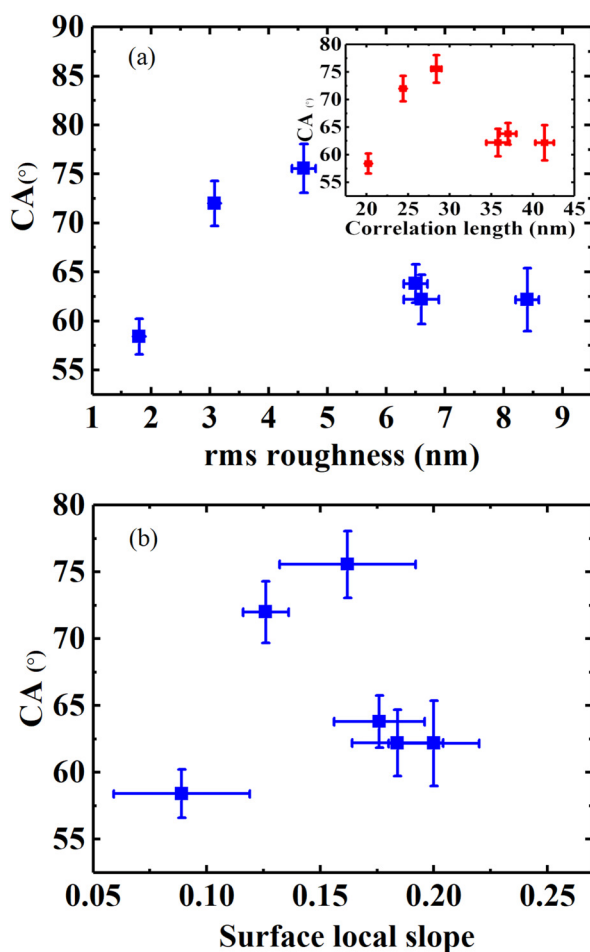 (a)
CA(°)
90
85
80
75
70
65
60
55
1 2 3 4 5 6 7 8 9
rms roughness (nm)
CA (°)
80
75
70
65
60
55
20 25 30 35 40 45
Correlation length (nm)
(b)
CA (°)
80
75
70
65
60
55
0.05 0.10 0.15 0.20 0.25
Surface local slope